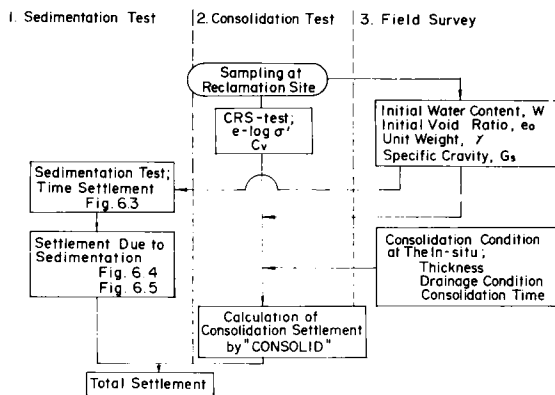 1. Sedimentation Test
2. Consolidation Test
3. Field Survey
Sampling at
Reclamation Site
CRS-test;
e-log σ'
Cv
Initial Water Content, W
Initial Void Ratio, eo
Unit Weight, γ
Specific Cravity, Gs
Sedimentation Test;
Time Settlement
Fig. 6.3
Settlement Due to
Sedimentation
Fig. 6.4
Fig. 6.5
Consolidation Condition
at The In-situ;
Thickness
Drainage Condition
Consolidation Time
Calculation of
Consolidation Settlement
by "CONSOLID"
Total Settlement